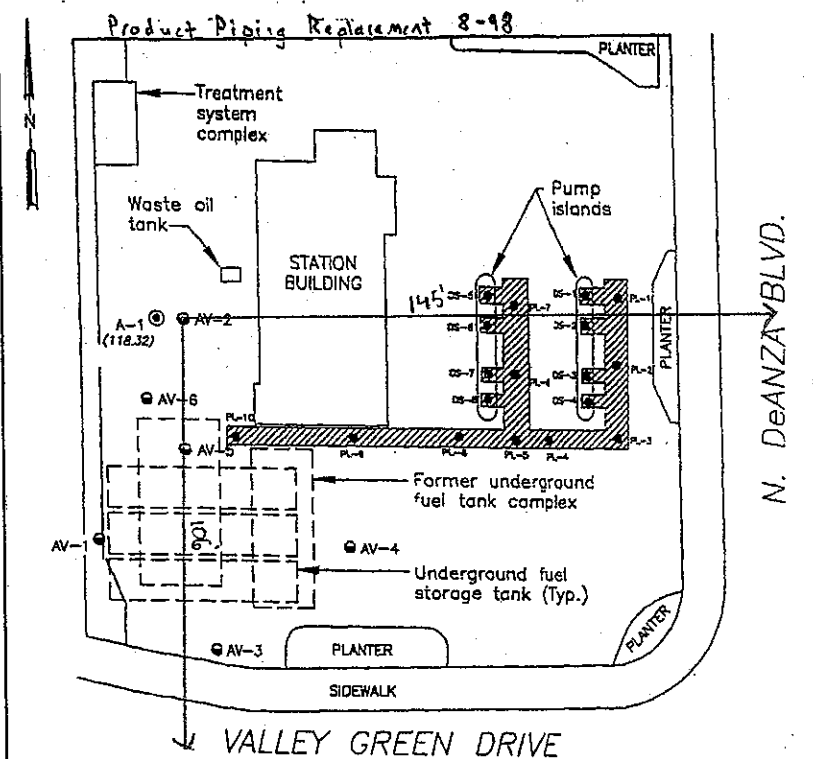 Product Piping Replacement 8-98
PLANTER
N
Treatment
system
complex
Waste oil
tank
STATION
BUILDING
Pump
islands
145'
DS-5
DS-6
DS-7
DS-8
PL-7
DS-1
DS-2
DS-3
DS-4
PL-1
PL-2
PL-3
PLANTER
N. DeANZA BLVD.
A-1
(118.32)
AV-2
AV-6
PL-10
AV-5
PL-5
PL-4
Former underground
fuel tank complex
106'
AV-1
AV-4
Underground fuel
storage tank (Typ.)
AV-3
PLANTER
PLANTER
SIDEWALK
VALLEY GREEN DRIVE